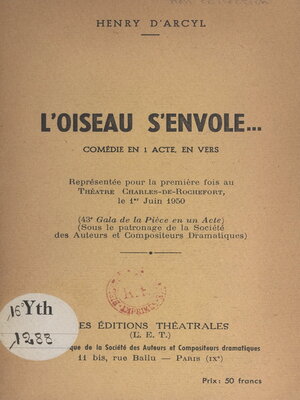 HENRY D'ARCYL
L'OISEAU S'ENVOLE...
COMÉDIE EN 1 ACTE, EN VERS
Représentée pour la première fois au
THÉATRE CHARLES-DE-ROCHEFORT,
le 1er Juin 1950
(43e Gala de la Pièce en un Acte)
(Sous le patronage de la Société
des Auteurs et Compositeurs Dramatiques)
16 Yth
1288
ES ÉDITIONS THÉATRALES
(L. E. T.)
que de la Société des Auteurs et Compositeurs dramatiques
11 bis, rue Ballu — PARIS (IXe)
Prix : 50 francs